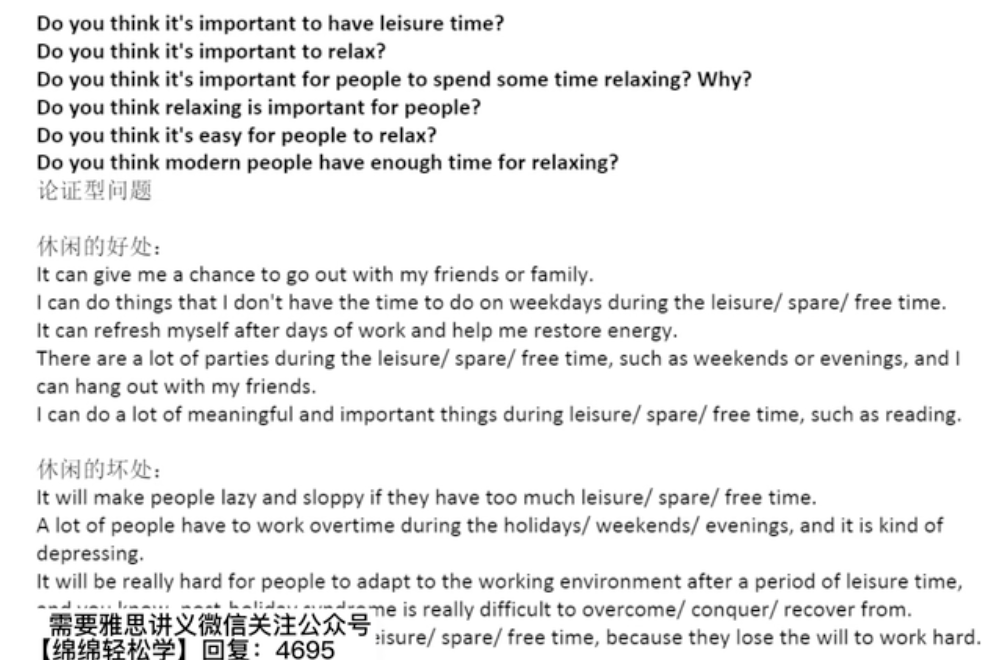 Do you think it's important to have leisure time?
Do you think it's important to relax?
Do you think it's important for people to spend some time relaxing? Why?
Do you think relaxing is important for people?
Do you think it's easy for people to relax?
Do you think modern people have enough time for relaxing?
论证型问题
休闲的好处:
It can give me a chance to go out with my friends or family.
I can do things that I don't have the time to do on weekdays during the leisure/ spare/ free time.
It can refresh myself after days of work and help me restore energy.
There are a lot of parties during the leisure/ spare/ free time, such as weekends or evenings, and I
can hang out with my friends.
I can do a lot of meaningful and important things during leisure/ spare/ free time, such as reading.
休闲的坏处:
It will make people lazy and sloppy if they have too much leisure/ spare/ free time.
A lot of people have to work overtime during the holidays/ weekends/ evenings, and it is kind of
depressing.
It will be really hard for people to adapt to the working environment after a period of leisure time,
is really difficult to overcome/ conquer/ recover from.
需要雅思讲义微信关注公众号
spare/ free time, because they lose the will to work hard.
【绵绵轻松学】回复:4695